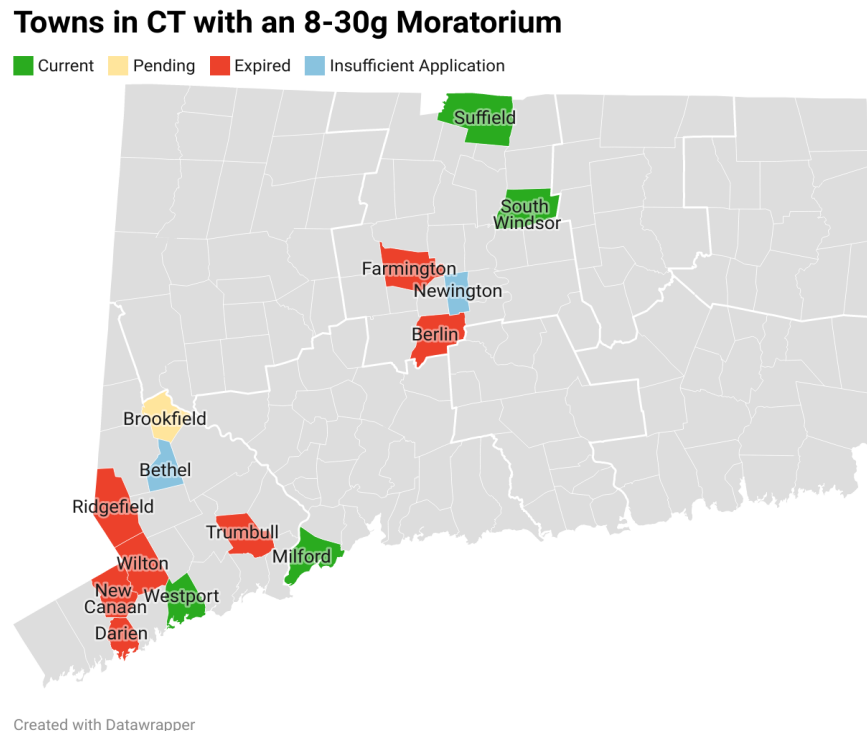 Towns in CT with an 8-30g Moratorium
Current Pending Expired Insufficient Application
Suffield
South
Windsor
Farmington
Newington
Berlin
Brookfield
Bethel
Ridgefield
Trumbull
Milford
Wilton
New
Canaan
Westport
Darien
Created with Datawrapper